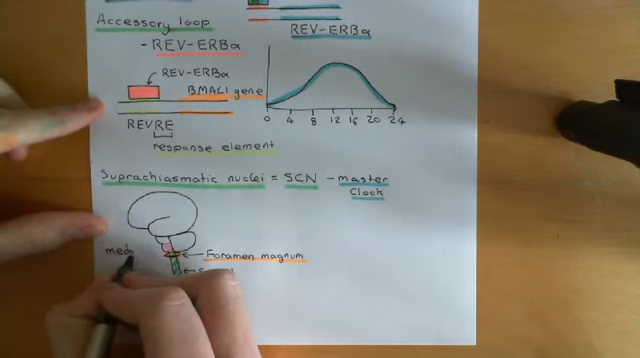 REV-ERBα
Accessory loop
- REV-ERBα
REV-ERBα
BMAL1 gene
REVRE
response element
0 4 8 12 16 20 24
Suprachiasmatic nuclei = SCN - master
clock
Foramen magnum
med